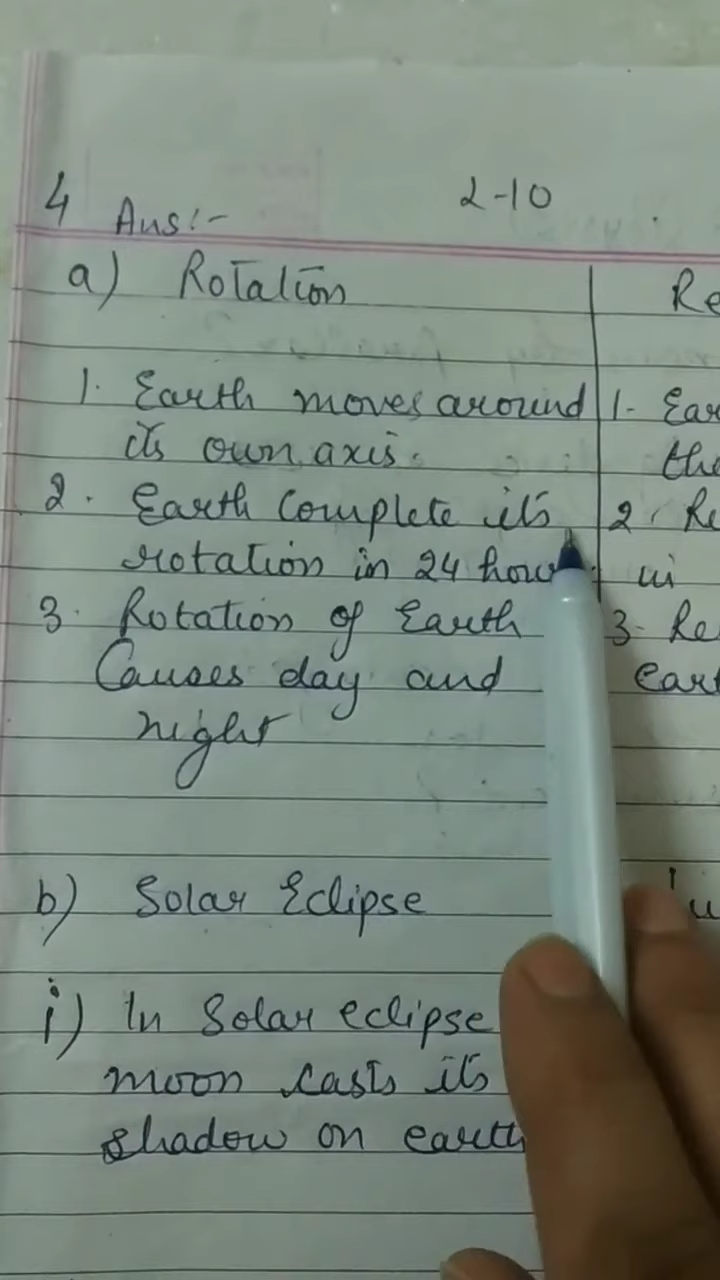 2-10
4 Ans:-
a) Rotation
1. Earth moves around
its own axis.
2. Earth Complete its
rotation in 24 hou
3. Rotation of Earth
Causes day and
night
Re
1- Ear
the
2. Re
in
3- Re
eart
b) Solar Eclipse
i) In Solar eclipse
moon casts its
shadow on earth